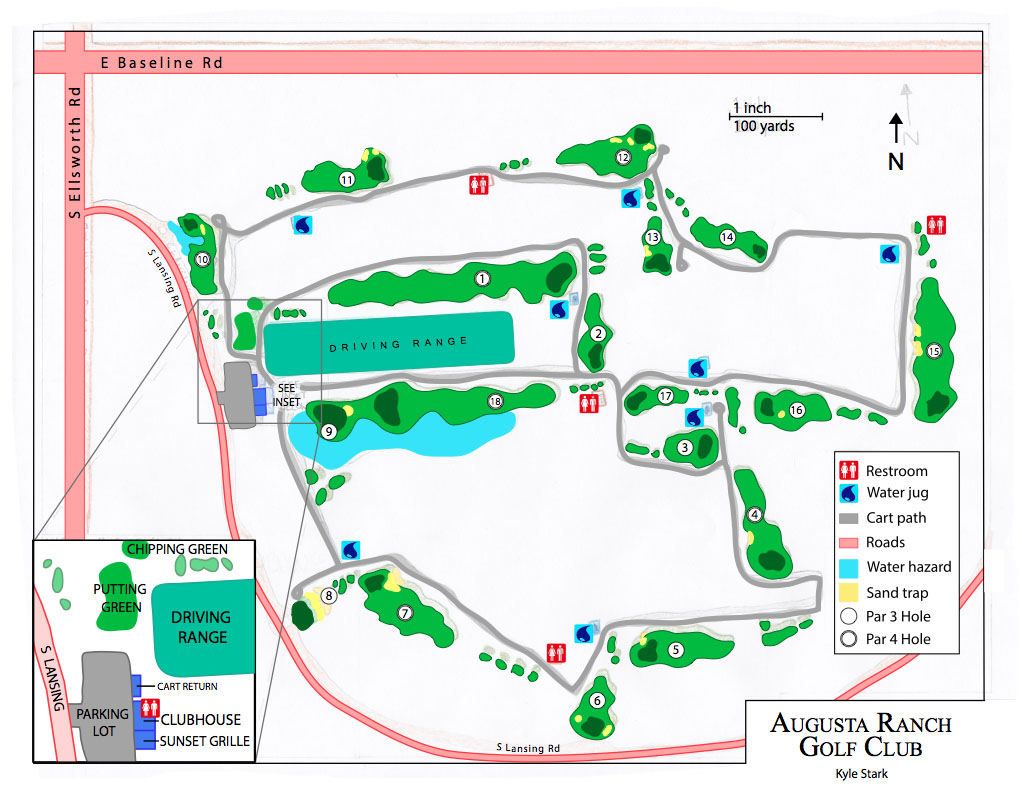 E Baseline Rd
S Ellsworth Rd
1 inch
100 yards
N
N
12
11
13
14
10
S Lansing Rd
1
2
15
DRIVING RANGE
SEE
INSET
18
17
16
9
3
4
8
7
5
6
Restroom
Water jug
Cart path
Roads
Water hazard
Sand trap
Par 3 Hole
Par 4 Hole
CHIPPING GREEN
PUTTING
GREEN
DRIVING
RANGE
S LANSING
CART RETURN
PARKING
LOT
CLUBHOUSE
SUNSET GRILLE
S Lansing Rd
AUGUSTA RANCH
GOLF CLUB
Kyle Stark